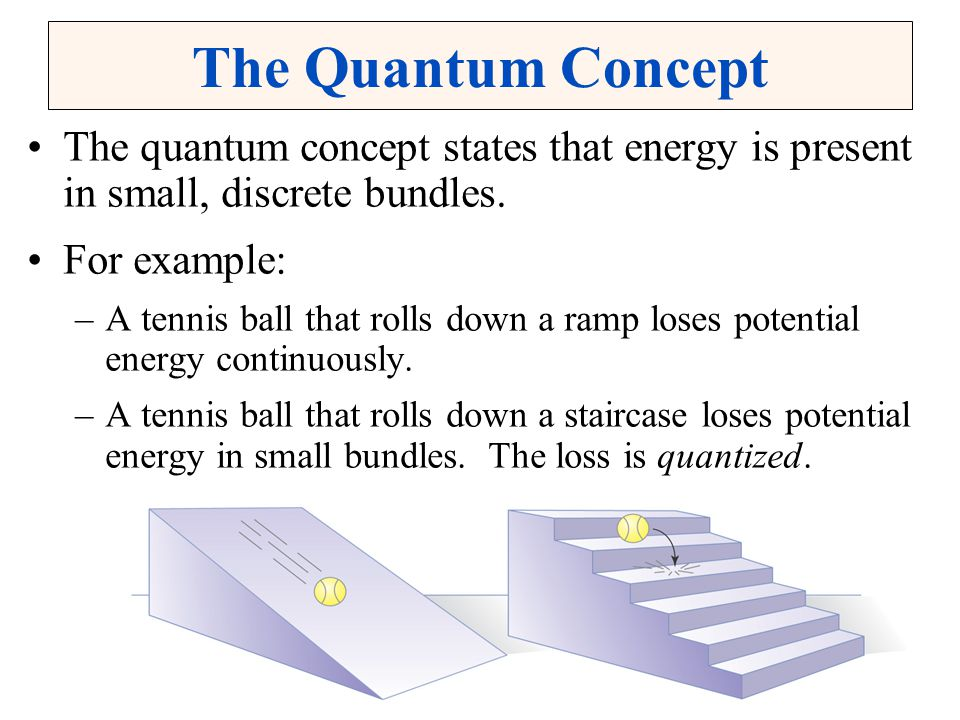 The Quantum Concept
• The quantum concept states that energy is present
in small, discrete bundles.
• For example:
– A tennis ball that rolls down a ramp loses potential
energy continuously.
– A tennis ball that rolls down a staircase loses potential
energy in small bundles.  The loss is quantized.